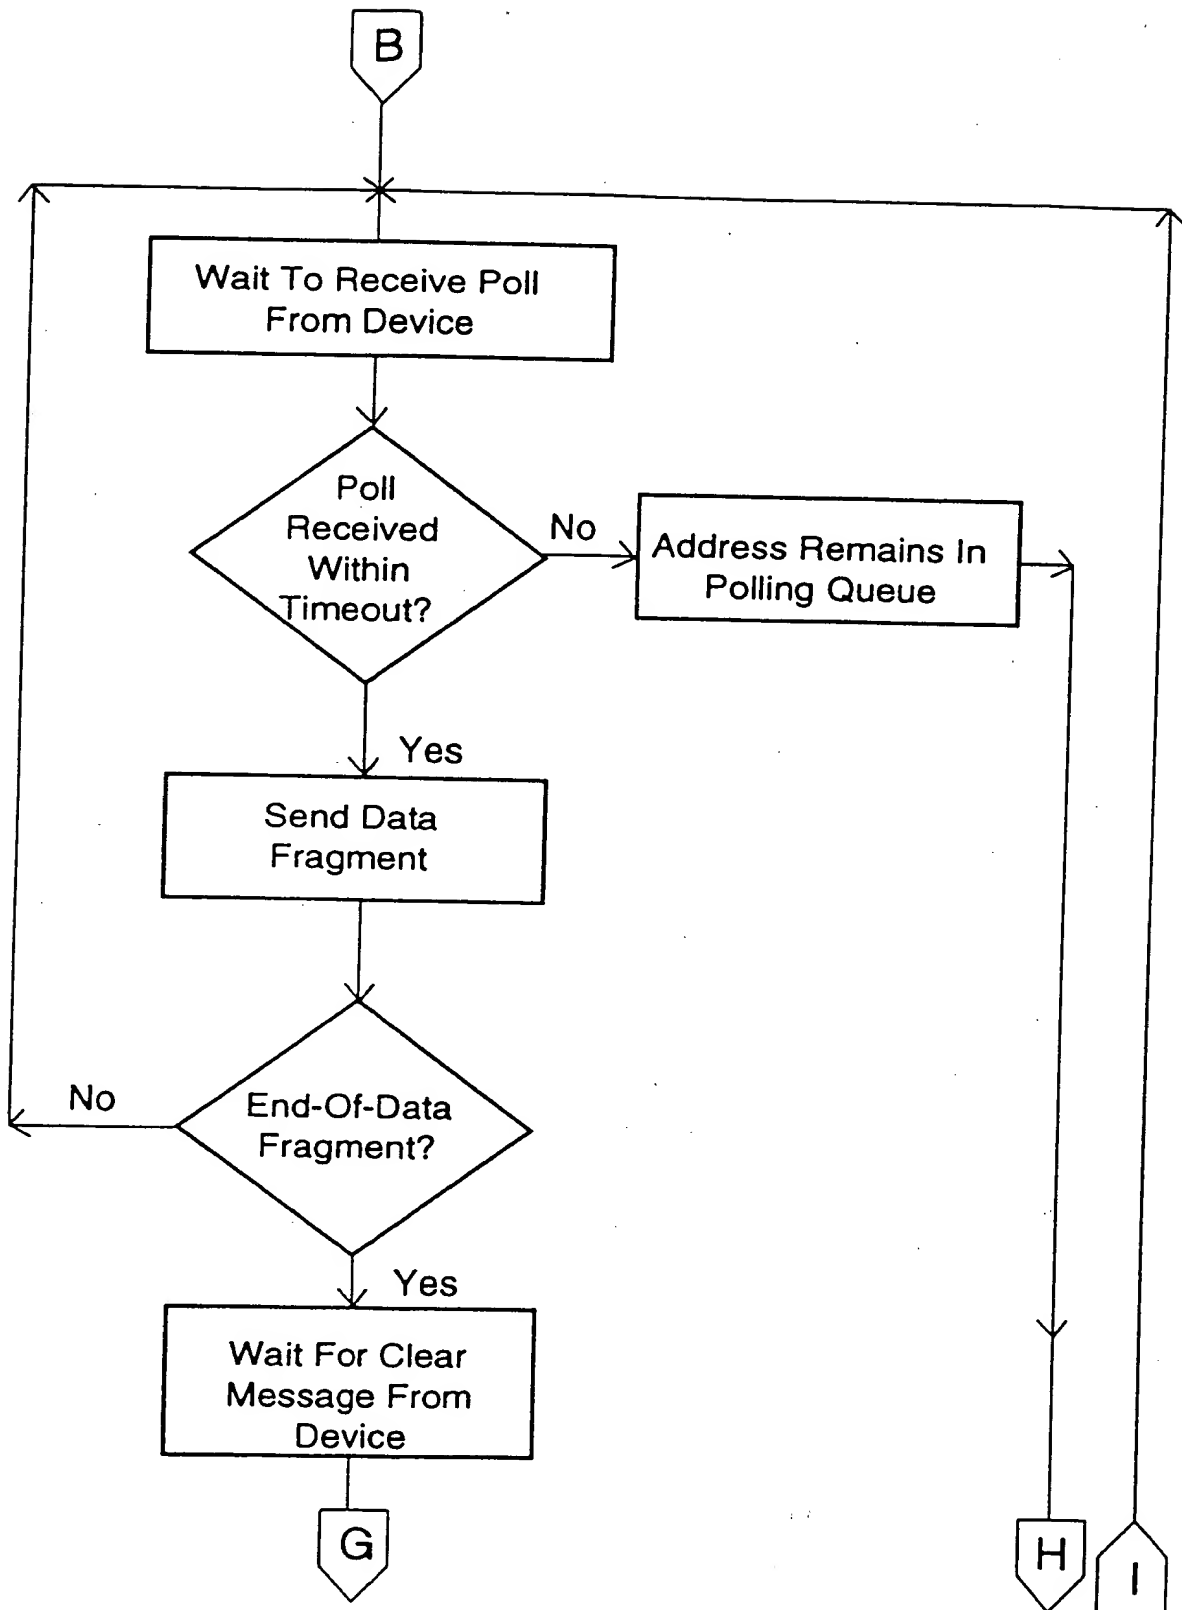 B
Wait To Receive Poll
From Device
Poll
Received
Within
Timeout?
No
Address Remains In
Polling Queue
Yes
Send Data
Fragment
No
End-Of-Data
Fragment?
Yes
Wait For Clear
Message From
Device
G
H
I